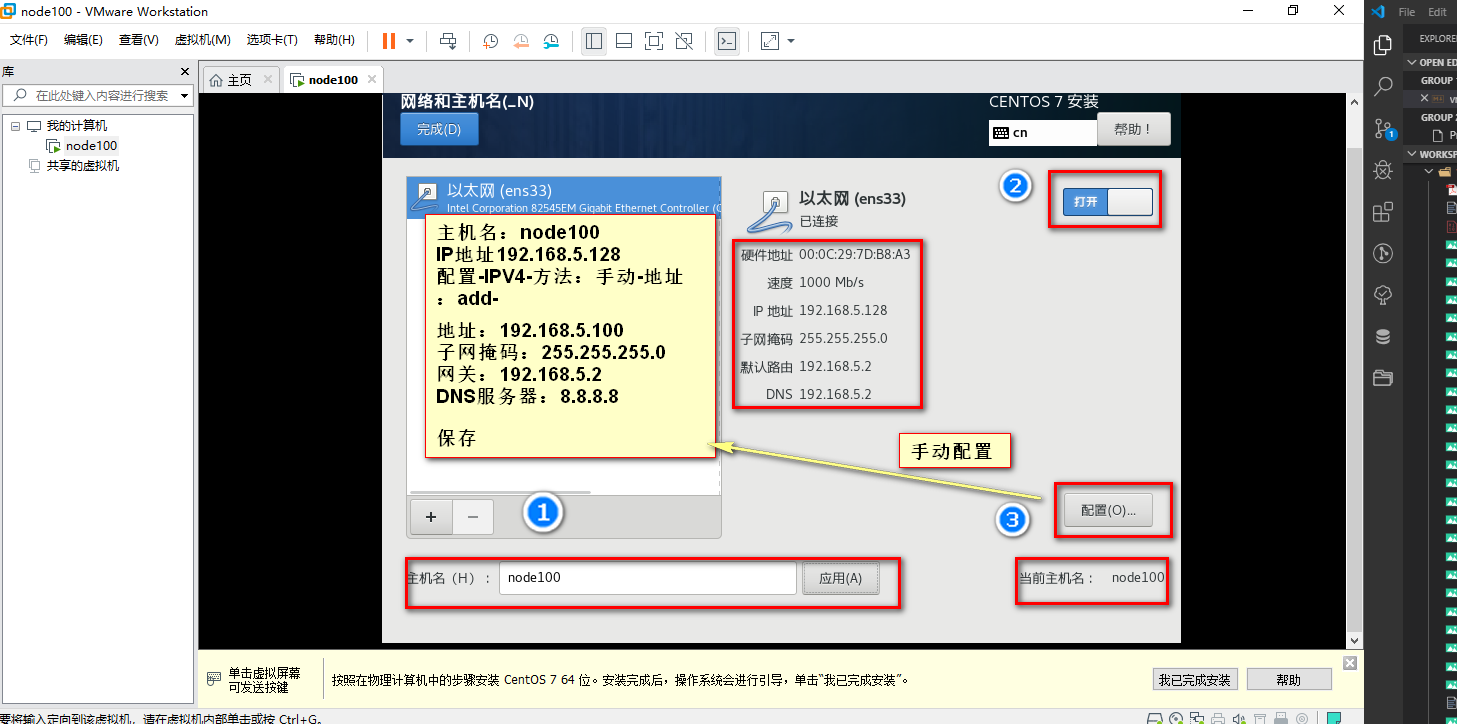 node100 - VMware Workstation
文件(F) 编辑(E) 查看(V) 虚拟机(M) 选项卡(T) 帮助(H)
库
在此处键入内容进行搜索
我的计算机
node100
共享的虚拟机
主页
node100
网络和主机名(_N)
完成(D)
CENTOS 7 安装
cn
帮助！
以太网 (ens33)
Intel Corporation 82545EM Gigabit Ethernet Controller (C
主机名：node100
IP地址192.168.5.128
配置-IPV4-方法：手动-地址
：add-
地址：192.168.5.100
子网掩码：255.255.255.0
网关：192.168.5.2
DNS服务器：8.8.8.8
保存
+
−
1
以太网 (ens33)
已连接
2
打开
硬件地址 00:0C:29:7D:B8:A3
速度 1000 Mb/s
IP 地址 192.168.5.128
子网掩码 255.255.255.0
默认路由 192.168.5.2
DNS 192.168.5.2
手动配置
3
配置(O)...
主机名（H）： node100
应用(A)
当前主机名： node100
单击虚拟屏幕
可发送按键
按照在物理计算机中的步骤安装 CentOS 7 64 位。安装完成后，操作系统会进行引导，单击“我已完成安装”。
我已完成安装
帮助
要将输入定向到该虚拟机，请在虚拟机内部单击或按 Ctrl+G。
File Edit
EXPLORE
OPEN ED
GROUP
GROUP
WORKSP
1